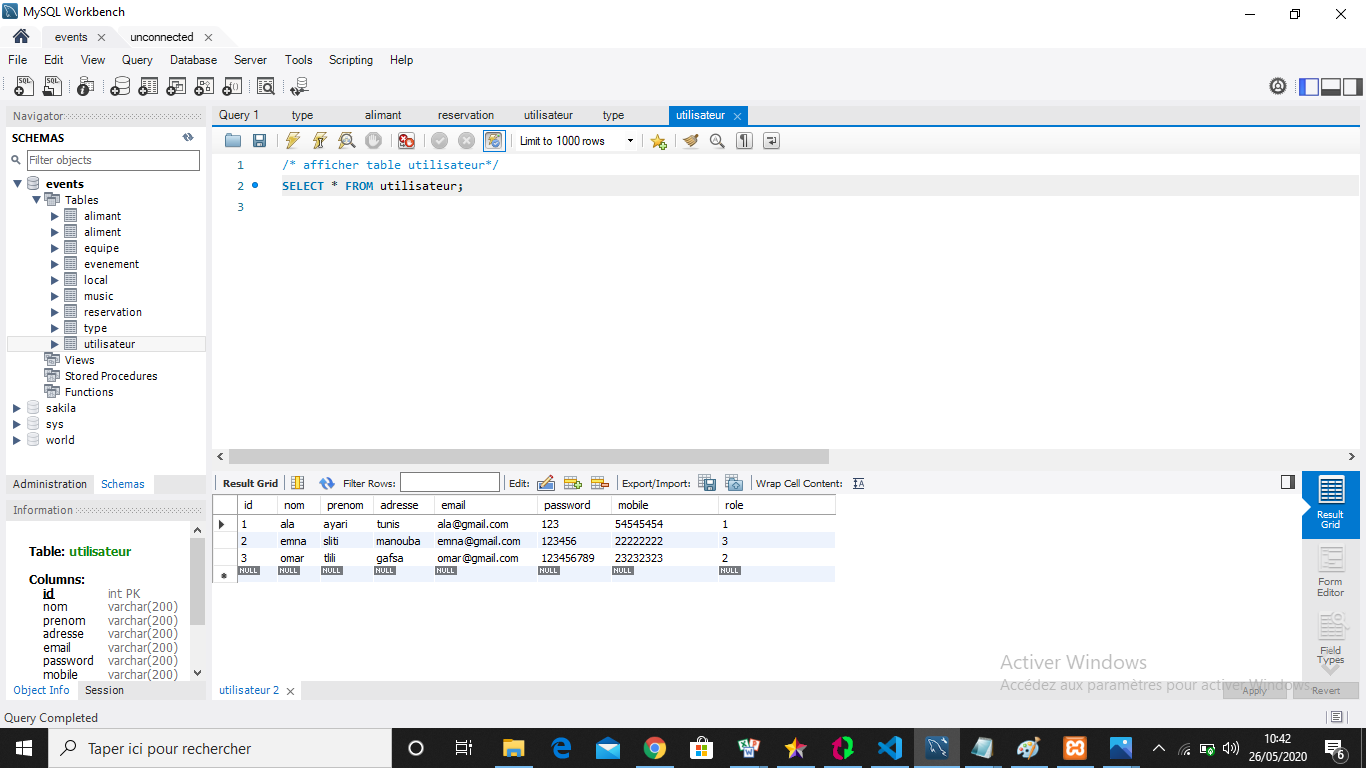 MySQL Workbench
events
unconnected
File Edit View Query Database Server Tools Scripting Help
Navigator
SCHEMAS
Filter objects
events
Tables
alimant
aliment
equipe
evenement
local
music
reservation
type
utilisateur
Views
Stored Procedures
Functions
sakila
sys
world
Administration Schemas
Information
Table: utilisateur
Columns:
id int PK
nom varchar(200)
prenom varchar(200)
adresse varchar(200)
email varchar(200)
password varchar(200)
mobile varchar(200)
Object Info Session
Query 1 type alimant reservation utilisateur type utilisateur
Limit to 1000 rows
1 /* afficher table utilisateur*/
2 SELECT * FROM utilisateur;
3
Result Grid Filter Rows: Edit: Export/Import: Wrap Cell Content:
id nom prenom adresse email password mobile role
1 ala ayari tunis ala@gmail.com 123 54545454 1
2 emna sliti manouba emna@gmail.com 123456 22222222 3
3 omar tlili gafsa omar@gmail.com 123456789 23232323 2
NULL NULL NULL NULL NULL NULL NULL NULL
Result
Grid
Form
Editor
Field
Types
Activer Windows
Accédez aux paramètres pour activer Windows.
utilisateur 2
Apply Revert
Query Completed
Taper ici pour rechercher
10:42
26/05/2020
6